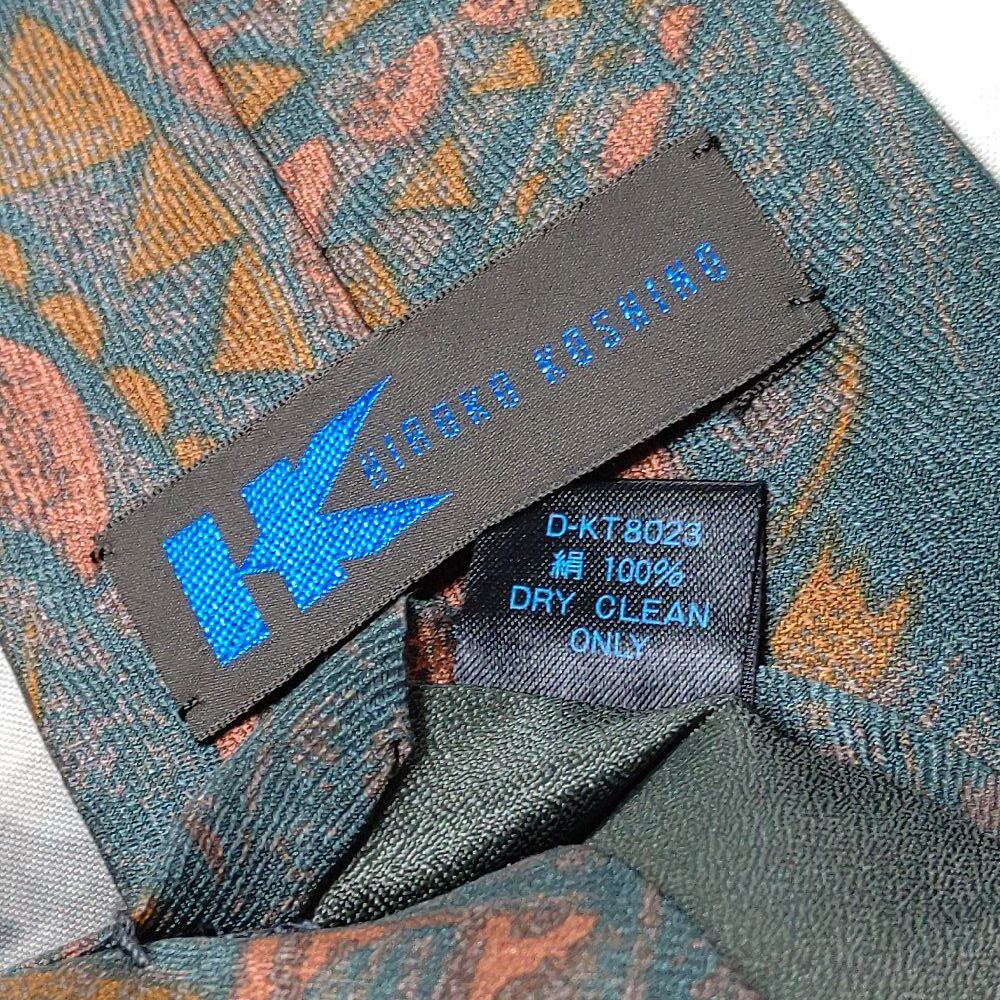 K
HIROKO KOSHINO
D-KT8023
絹 100%
DRY CLEAN
ONLY